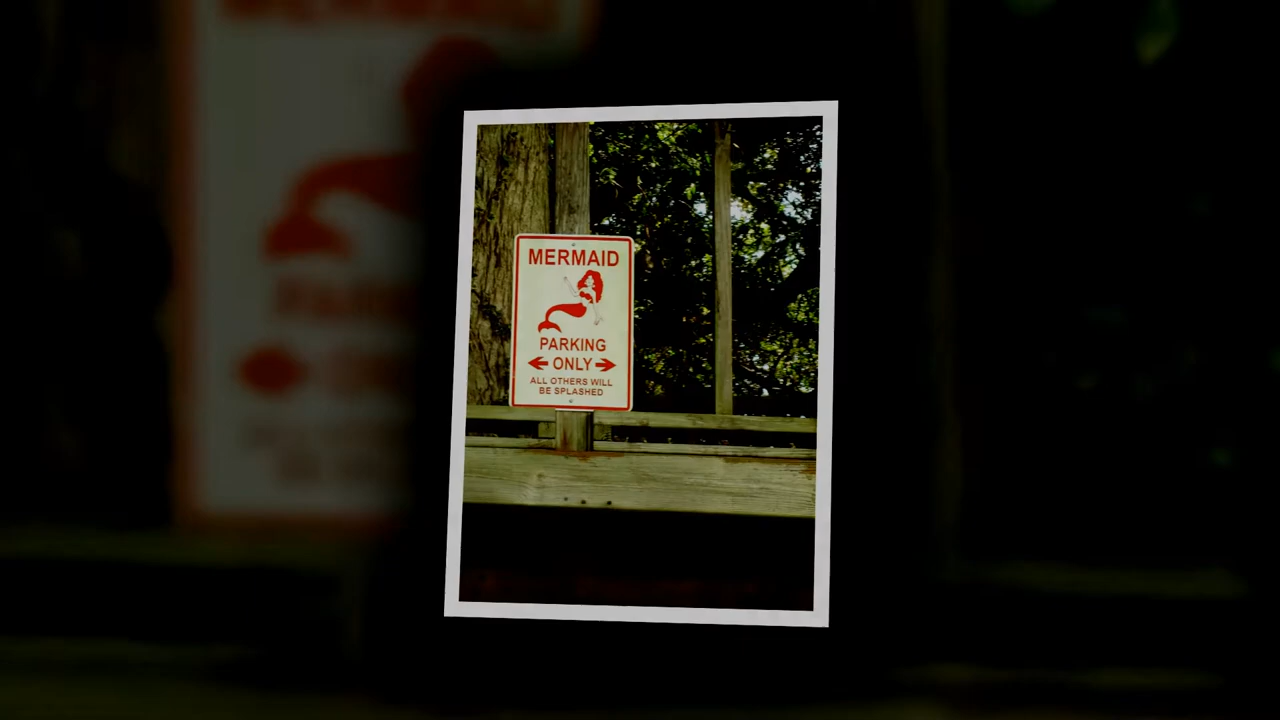 MERMAID
PARKING
ONLY
ALL OTHERS WILL
BE SPLASHED